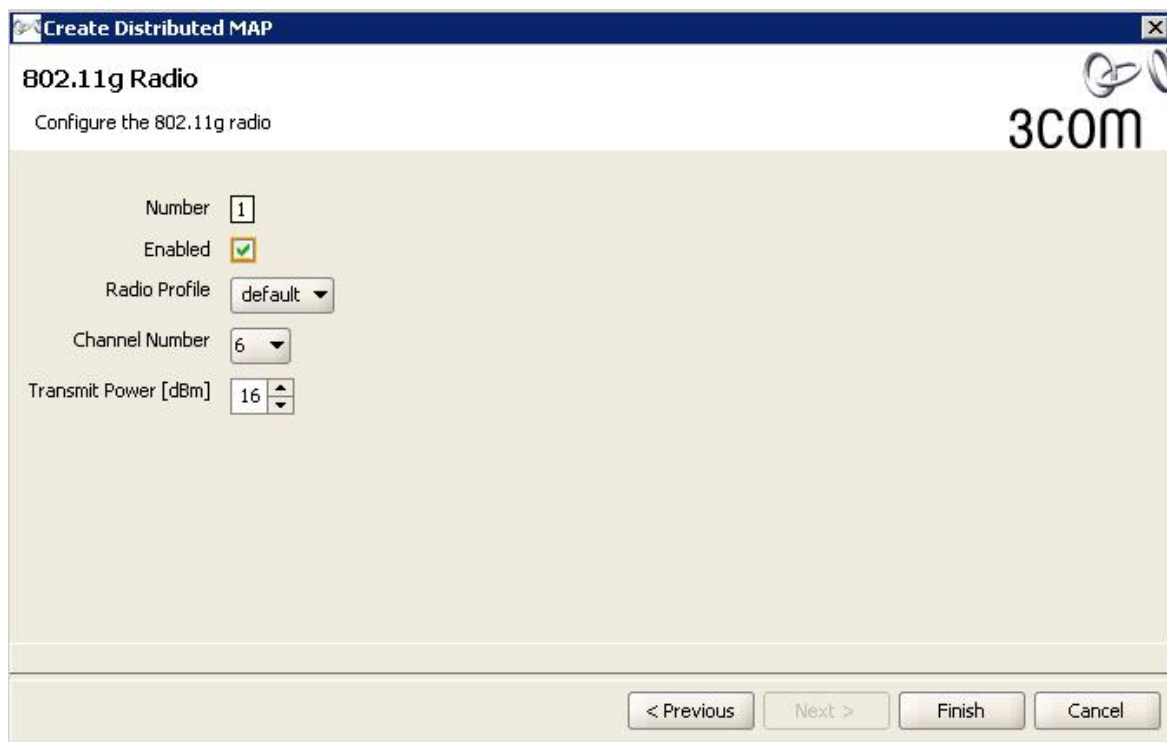 Create Distributed MAP
802.11g Radio
Configure the 802.11g radio
3COM
Number 1
Enabled
Radio Profile default
Channel Number 6
Transmit Power [dBm] 16
< Previous Next > Finish Cancel